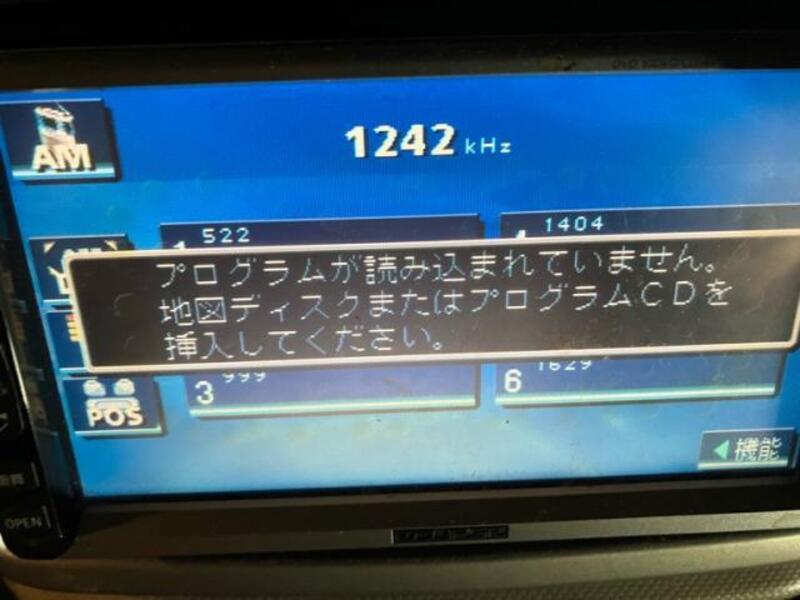 AM
1242 kHz
522
1404
プログラムが読み込まれていません。
地図ディスクまたはプログラムCDを
挿入してください。
3 999
6 1629
POS
機能
OPEN